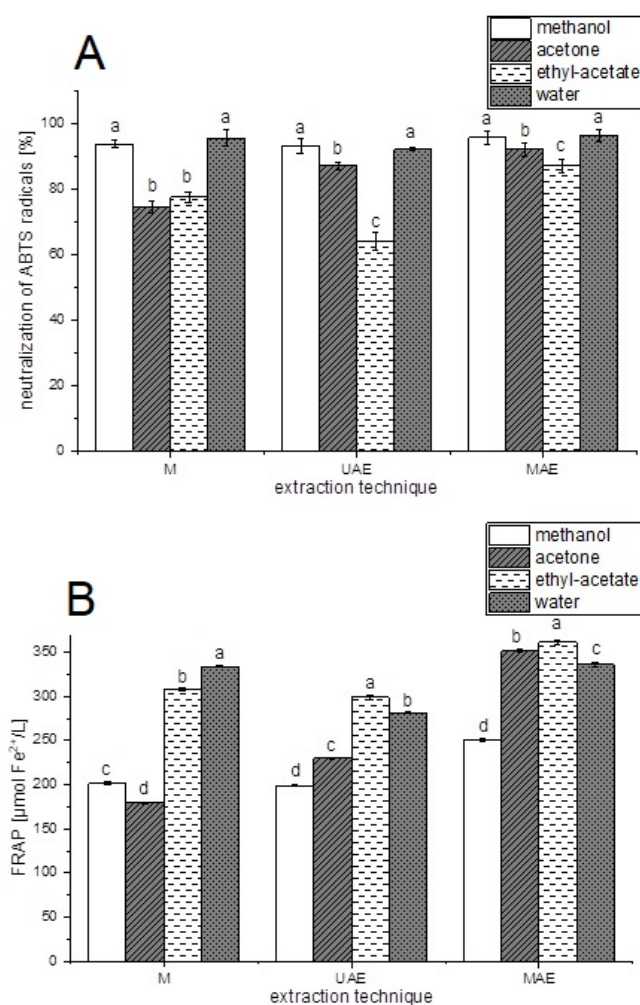 A
methanol
acetone
ethyl-acetate
water
neutralization of ABTS radicals [%]
100
80
60
40
20
0
a b b a
a b c a
a b c a
M UAE MAE
extraction technique
B
methanol
acetone
ethyl-acetate
water
FRAP [µmol Fe²⁺/L]
350
300
250
200
150
100
50
0
c d b a
d c a b
d b a c
M UAE MAE
extraction technique